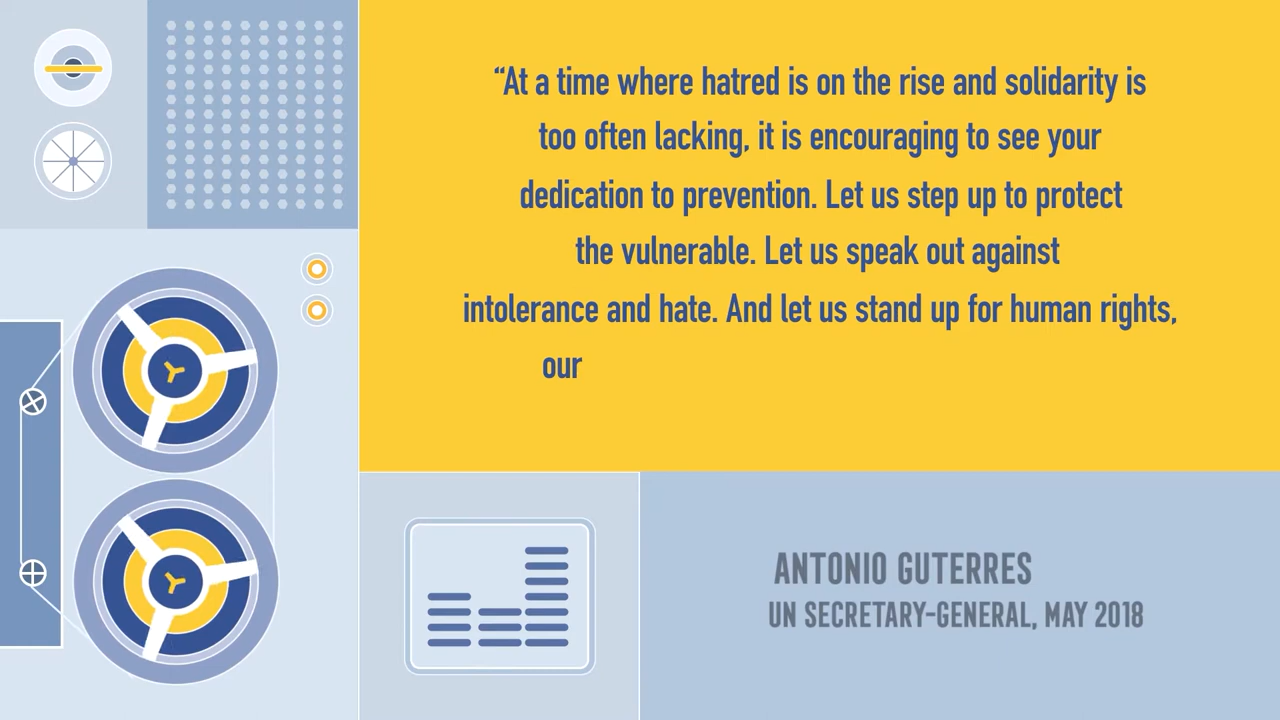 “At a time where hatred is on the rise and solidarity is
too often lacking, it is encouraging to see your
dedication to prevention. Let us step up to protect
the vulnerable. Let us speak out against
intolerance and hate. And let us stand up for human rights,
our
ANTONIO GUTERRES
UN SECRETARY-GENERAL, MAY 2018